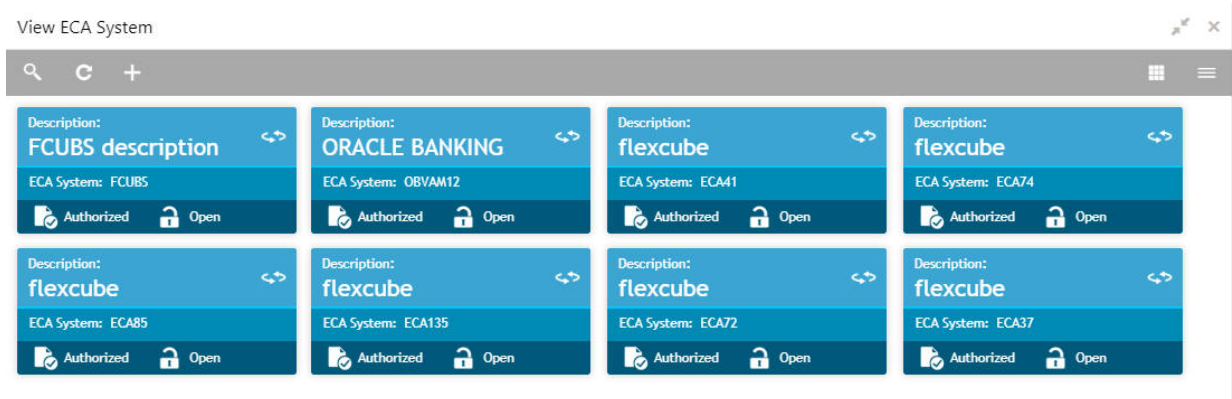 View ECA System
Description:
FCUBS description
ECA System: FCUBS
Authorized Open
Description:
ORACLE BANKING
ECA System: OBVAM12
Authorized Open
Description:
flexcube
ECA System: ECA41
Authorized Open
Description:
flexcube
ECA System: ECA74
Authorized Open
Description:
flexcube
ECA System: ECA85
Authorized Open
Description:
flexcube
ECA System: ECA135
Authorized Open
Description:
flexcube
ECA System: ECA72
Authorized Open
Description:
flexcube
ECA System: ECA37
Authorized Open